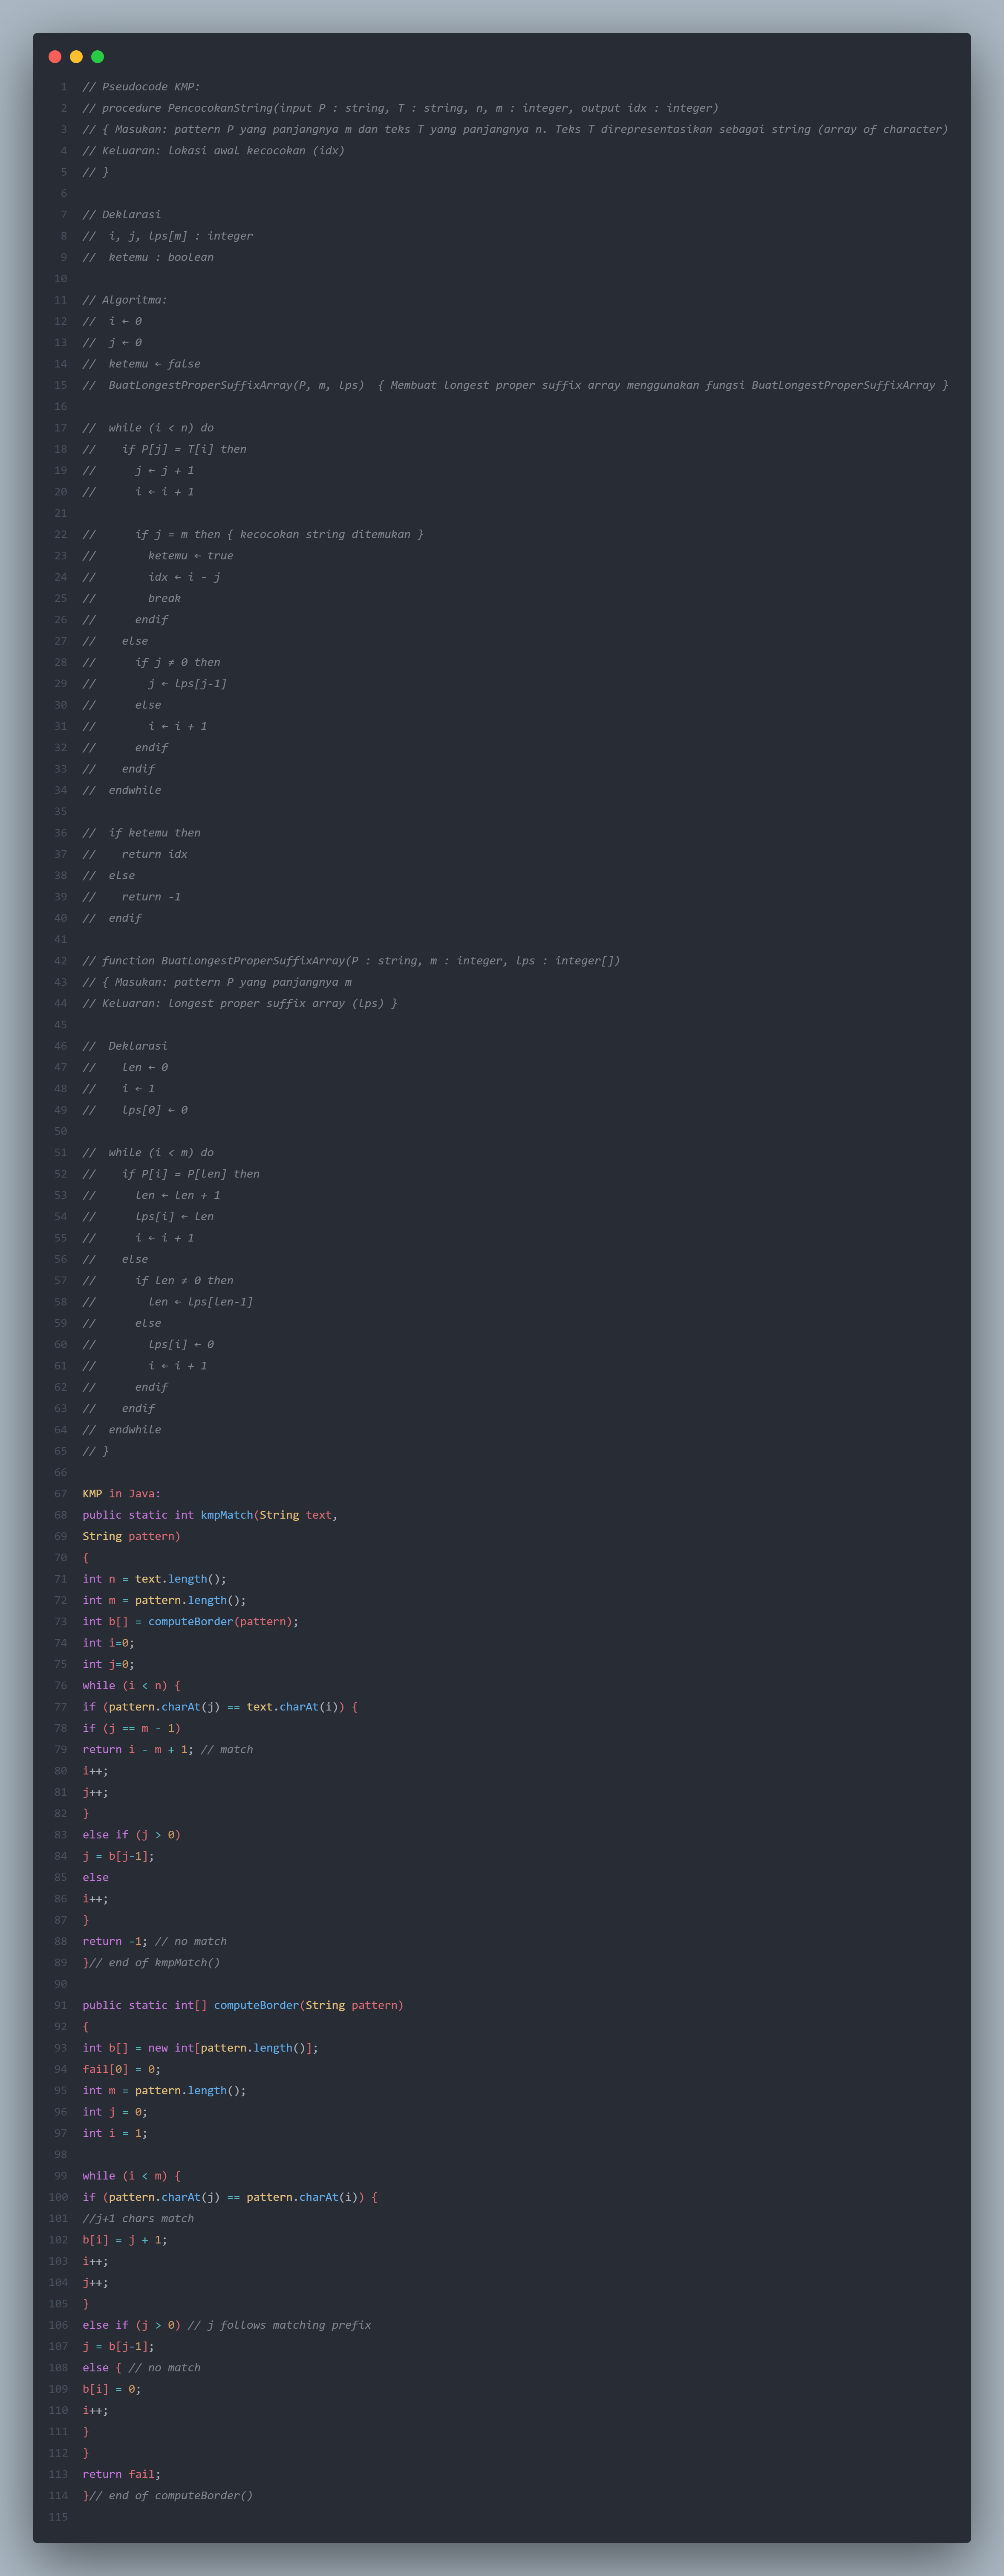 1 // Pseudocode KMP:
2 // procedure PencocokanString(input P : string, T : string, n, m : integer, output idx : integer)
3 // { Masukan: pattern P yang panjangnya m dan teks T yang panjangnya n. Teks T direpresentasikan sebagai string (array of character)
4 // Keluaran: lokasi awal kecocokan (idx)
5 // }
6
7 // Deklarasi
8 //  i, j, lps[m] : integer
9 //  ketemu : boolean
10
11 // Algoritma:
12 //  i ← 0
13 //  j ← 0
14 //  ketemu ← false
15 //  BuatLongestProperSuffixArray(P, m, lps)  { Membuat longest proper suffix array menggunakan fungsi BuatLongestProperSuffixArray }
16
17 //  while (i < n) do
18 //    if P[j] = T[i] then
19 //      j ← j + 1
20 //      i ← i + 1
21
22 //      if j = m then { kecocokan string ditemukan }
23 //        ketemu ← true
24 //        idx ← i - j
25 //        break
26 //      endif
27 //    else
28 //      if j ≠ 0 then
29 //        j ← lps[j-1]
30 //      else
31 //        i ← i + 1
32 //      endif
33 //    endif
34 //  endwhile
35
36 //  if ketemu then
37 //    return idx
38 //  else
39 //    return -1
40 //  endif
41
42 // function BuatLongestProperSuffixArray(P : string, m : integer, lps : integer[])
43 // { Masukan: pattern P yang panjangnya m
44 // Keluaran: longest proper suffix array (lps) }
45
46 //  Deklarasi
47 //    len ← 0
48 //    i ← 1
49 //    lps[0] ← 0
50
51 //  while (i < m) do
52 //    if P[i] = P[len] then
53 //      len ← len + 1
54 //      lps[i] ← len
55 //      i ← i + 1
56 //    else
57 //      if len ≠ 0 then
58 //        len ← lps[len-1]
59 //      else
60 //        lps[i] ← 0
61 //        i ← i + 1
62 //      endif
63 //    endif
64 //  endwhile
65 // }
66
67 KMP in Java:
68 public static int kmpMatch(String text,
69 String pattern)
70 {
71 int n = text.length();
72 int m = pattern.length();
73 int b[] = computeBorder(pattern);
74 int i=0;
75 int j=0;
76 while (i < n) {
77 if (pattern.charAt(j) == text.charAt(i)) {
78 if (j == m - 1)
79 return i - m + 1; // match
80 i++;
81 j++;
82 }
83 else if (j > 0)
84 j = b[j-1];
85 else
86 i++;
87 }
88 return -1; // no match
89 }// end of kmpMatch()
90
91 public static int[] computeBorder(String pattern)
92 {
93 int b[] = new int[pattern.length()];
94 fail[0] = 0;
95 int m = pattern.length();
96 int j = 0;
97 int i = 1;
98
99 while (i < m) {
100 if (pattern.charAt(j) == pattern.charAt(i)) {
101 //j+1 chars match
102 b[i] = j + 1;
103 i++;
104 j++;
105 }
106 else if (j > 0) // j follows matching prefix
107 j = b[j-1];
108 else { // no match
109 b[i] = 0;
110 i++;
111 }
112 }
113 return fail;
114 }// end of computeBorder()
115